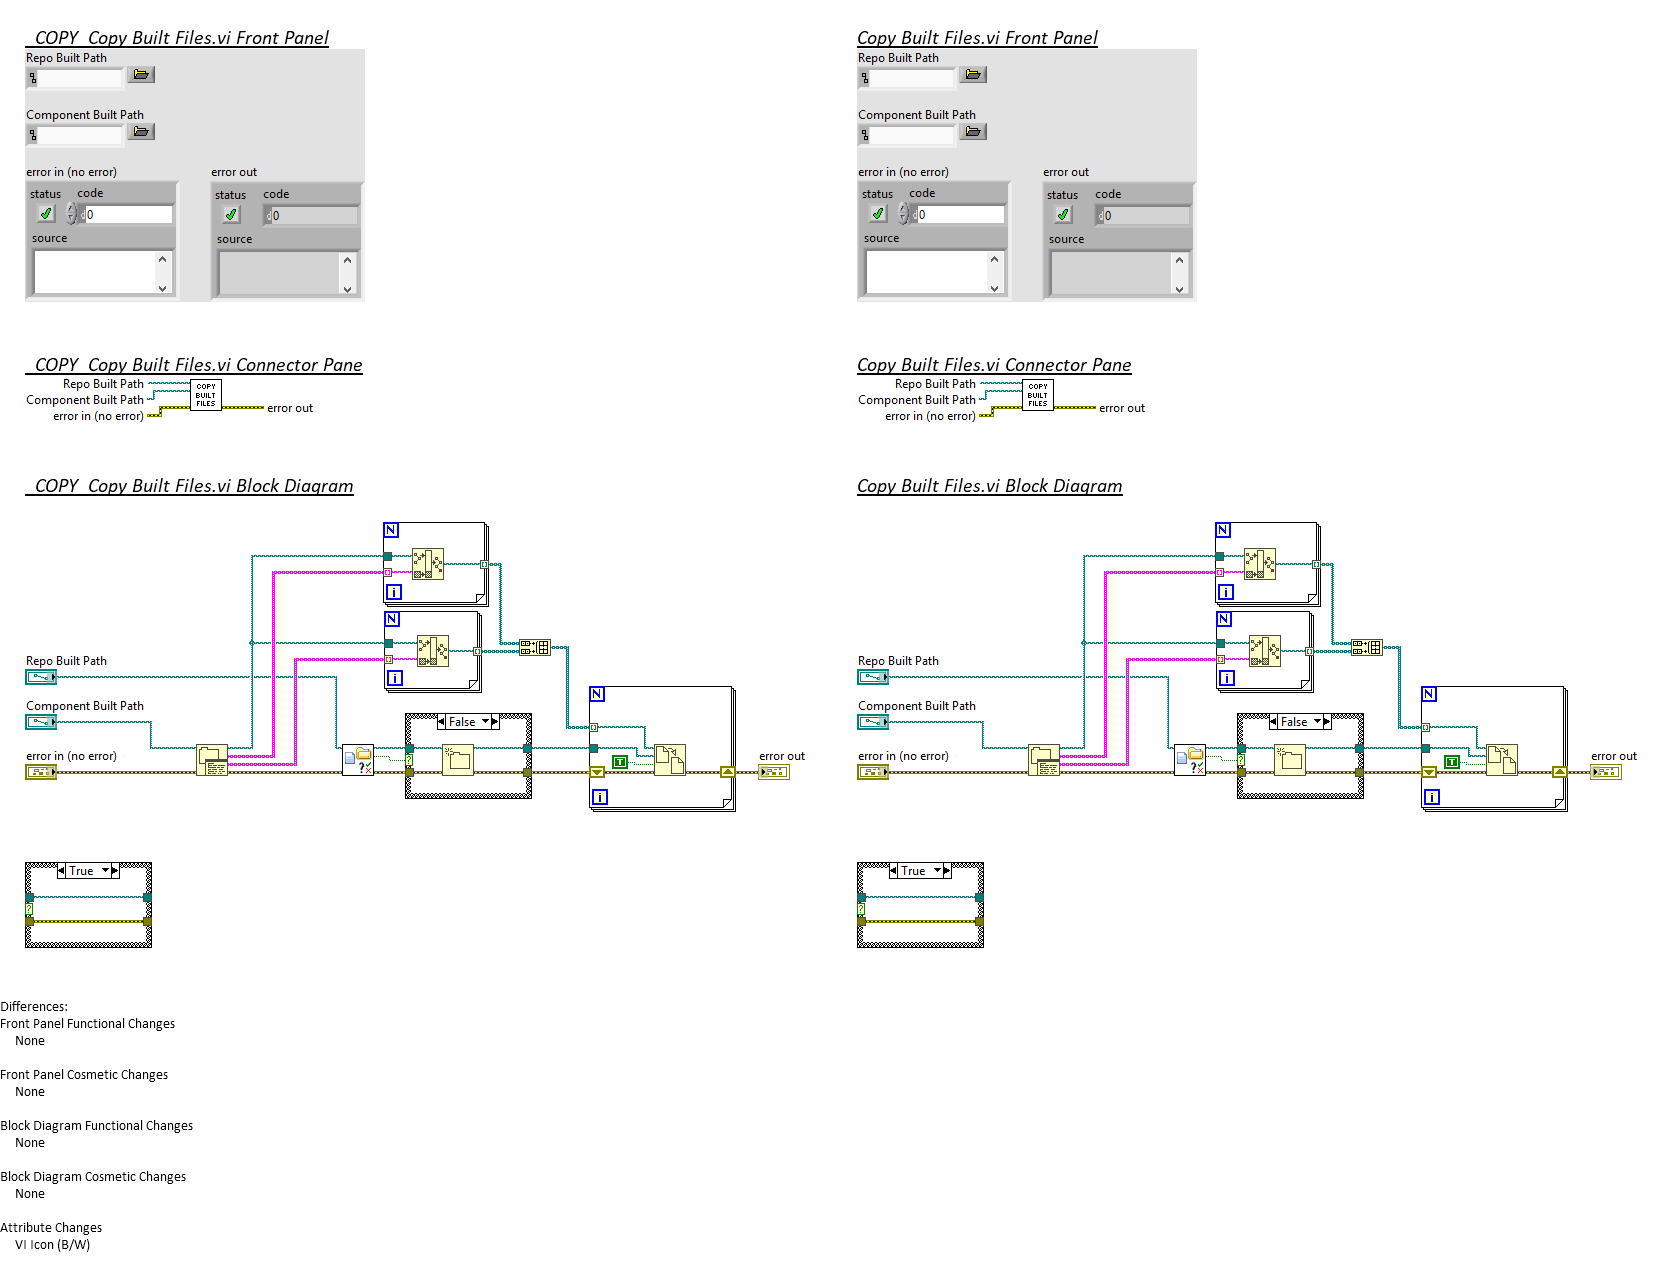 _COPY_Copy Built Files.vi Front Panel
Repo Built Path
Component Built Path
error in (no error)
error out
status
code
0
status
code
0
source
source
_COPY_Copy Built Files.vi Connector Pane
Repo Built Path
Component Built Path
error in (no error)
COPY
BUILT
FILES
error out
_COPY_Copy Built Files.vi Block Diagram
N
i
N
i
Repo Built Path
Component Built Path
error in (no error)
False
N
T
i
error out
True
Copy Built Files.vi Front Panel
Repo Built Path
Component Built Path
error in (no error)
error out
status
code
0
status
code
0
source
source
Copy Built Files.vi Connector Pane
Repo Built Path
Component Built Path
error in (no error)
COPY
BUILT
FILES
error out
Copy Built Files.vi Block Diagram
N
i
N
i
Repo Built Path
Component Built Path
error in (no error)
False
N
T
i
error out
True
Differences:
Front Panel Functional Changes
None
Front Panel Cosmetic Changes
None
Block Diagram Functional Changes
None
Block Diagram Cosmetic Changes
None
Attribute Changes
VI Icon (B/W)